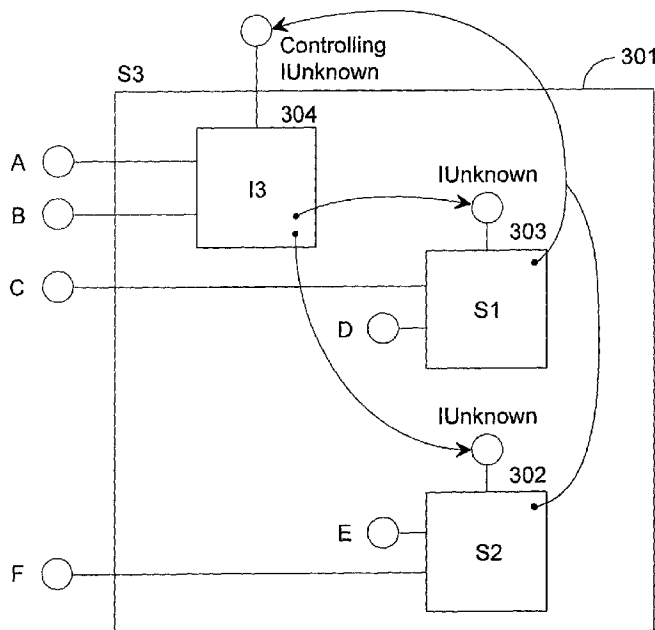 Controlling
IUnknown
301
S3
304
A
I3
IUnknown
B
303
C
S1
D
IUnknown
302
E
S2
F